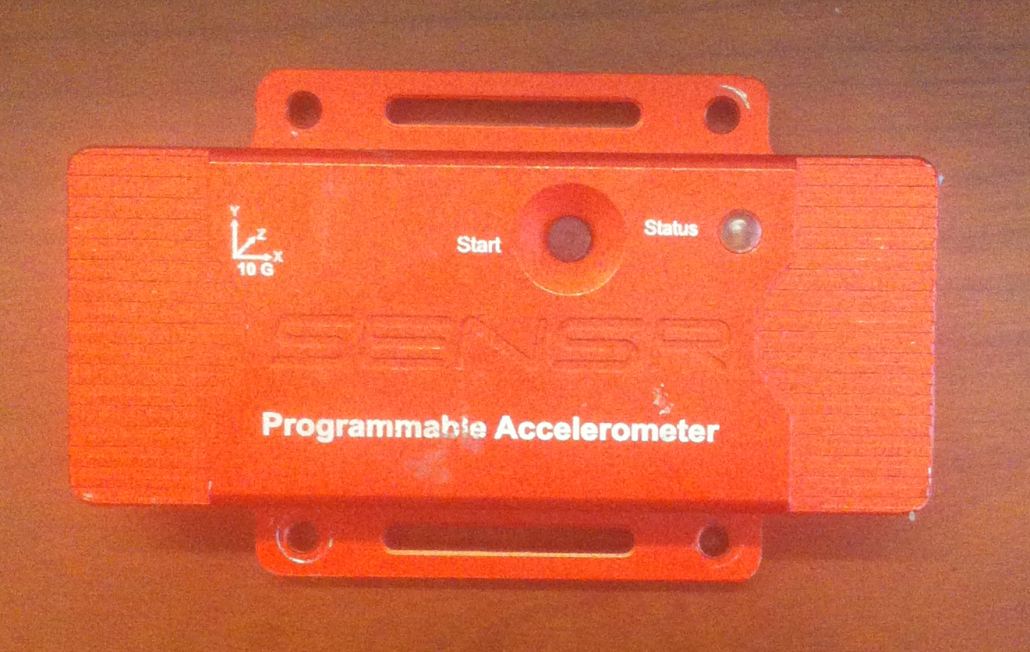 Y
Z
X
10 G
Start
Status
SENSR
Programmable Accelerometer